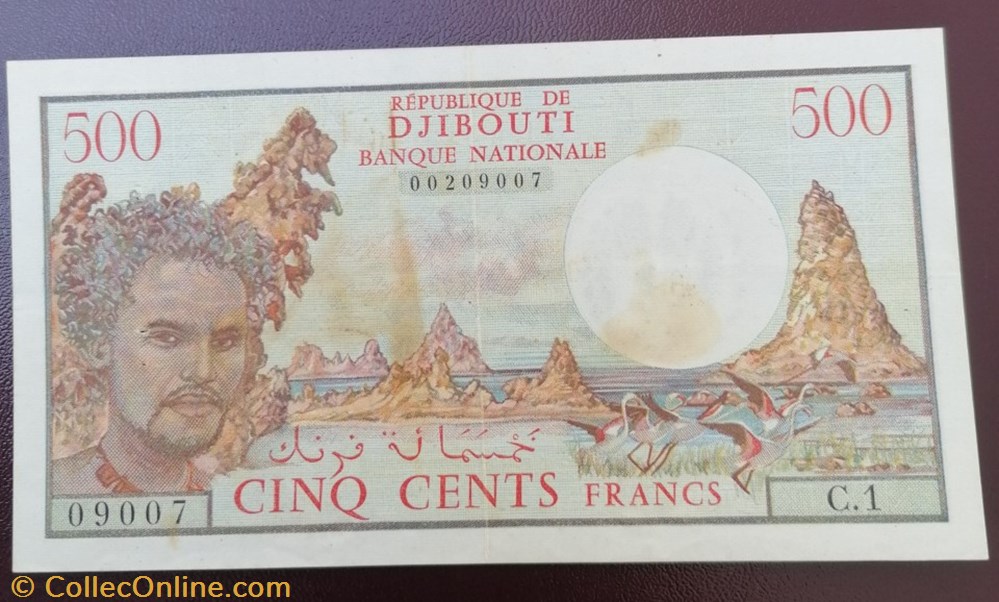 500
RÉPUBLIQUE DE
DJIBOUTI
BANQUE NATIONALE
00209007
500
خمسمائة فرنك
CINQ CENTS FRANCS
09007
C.1
© CollecOnline.com